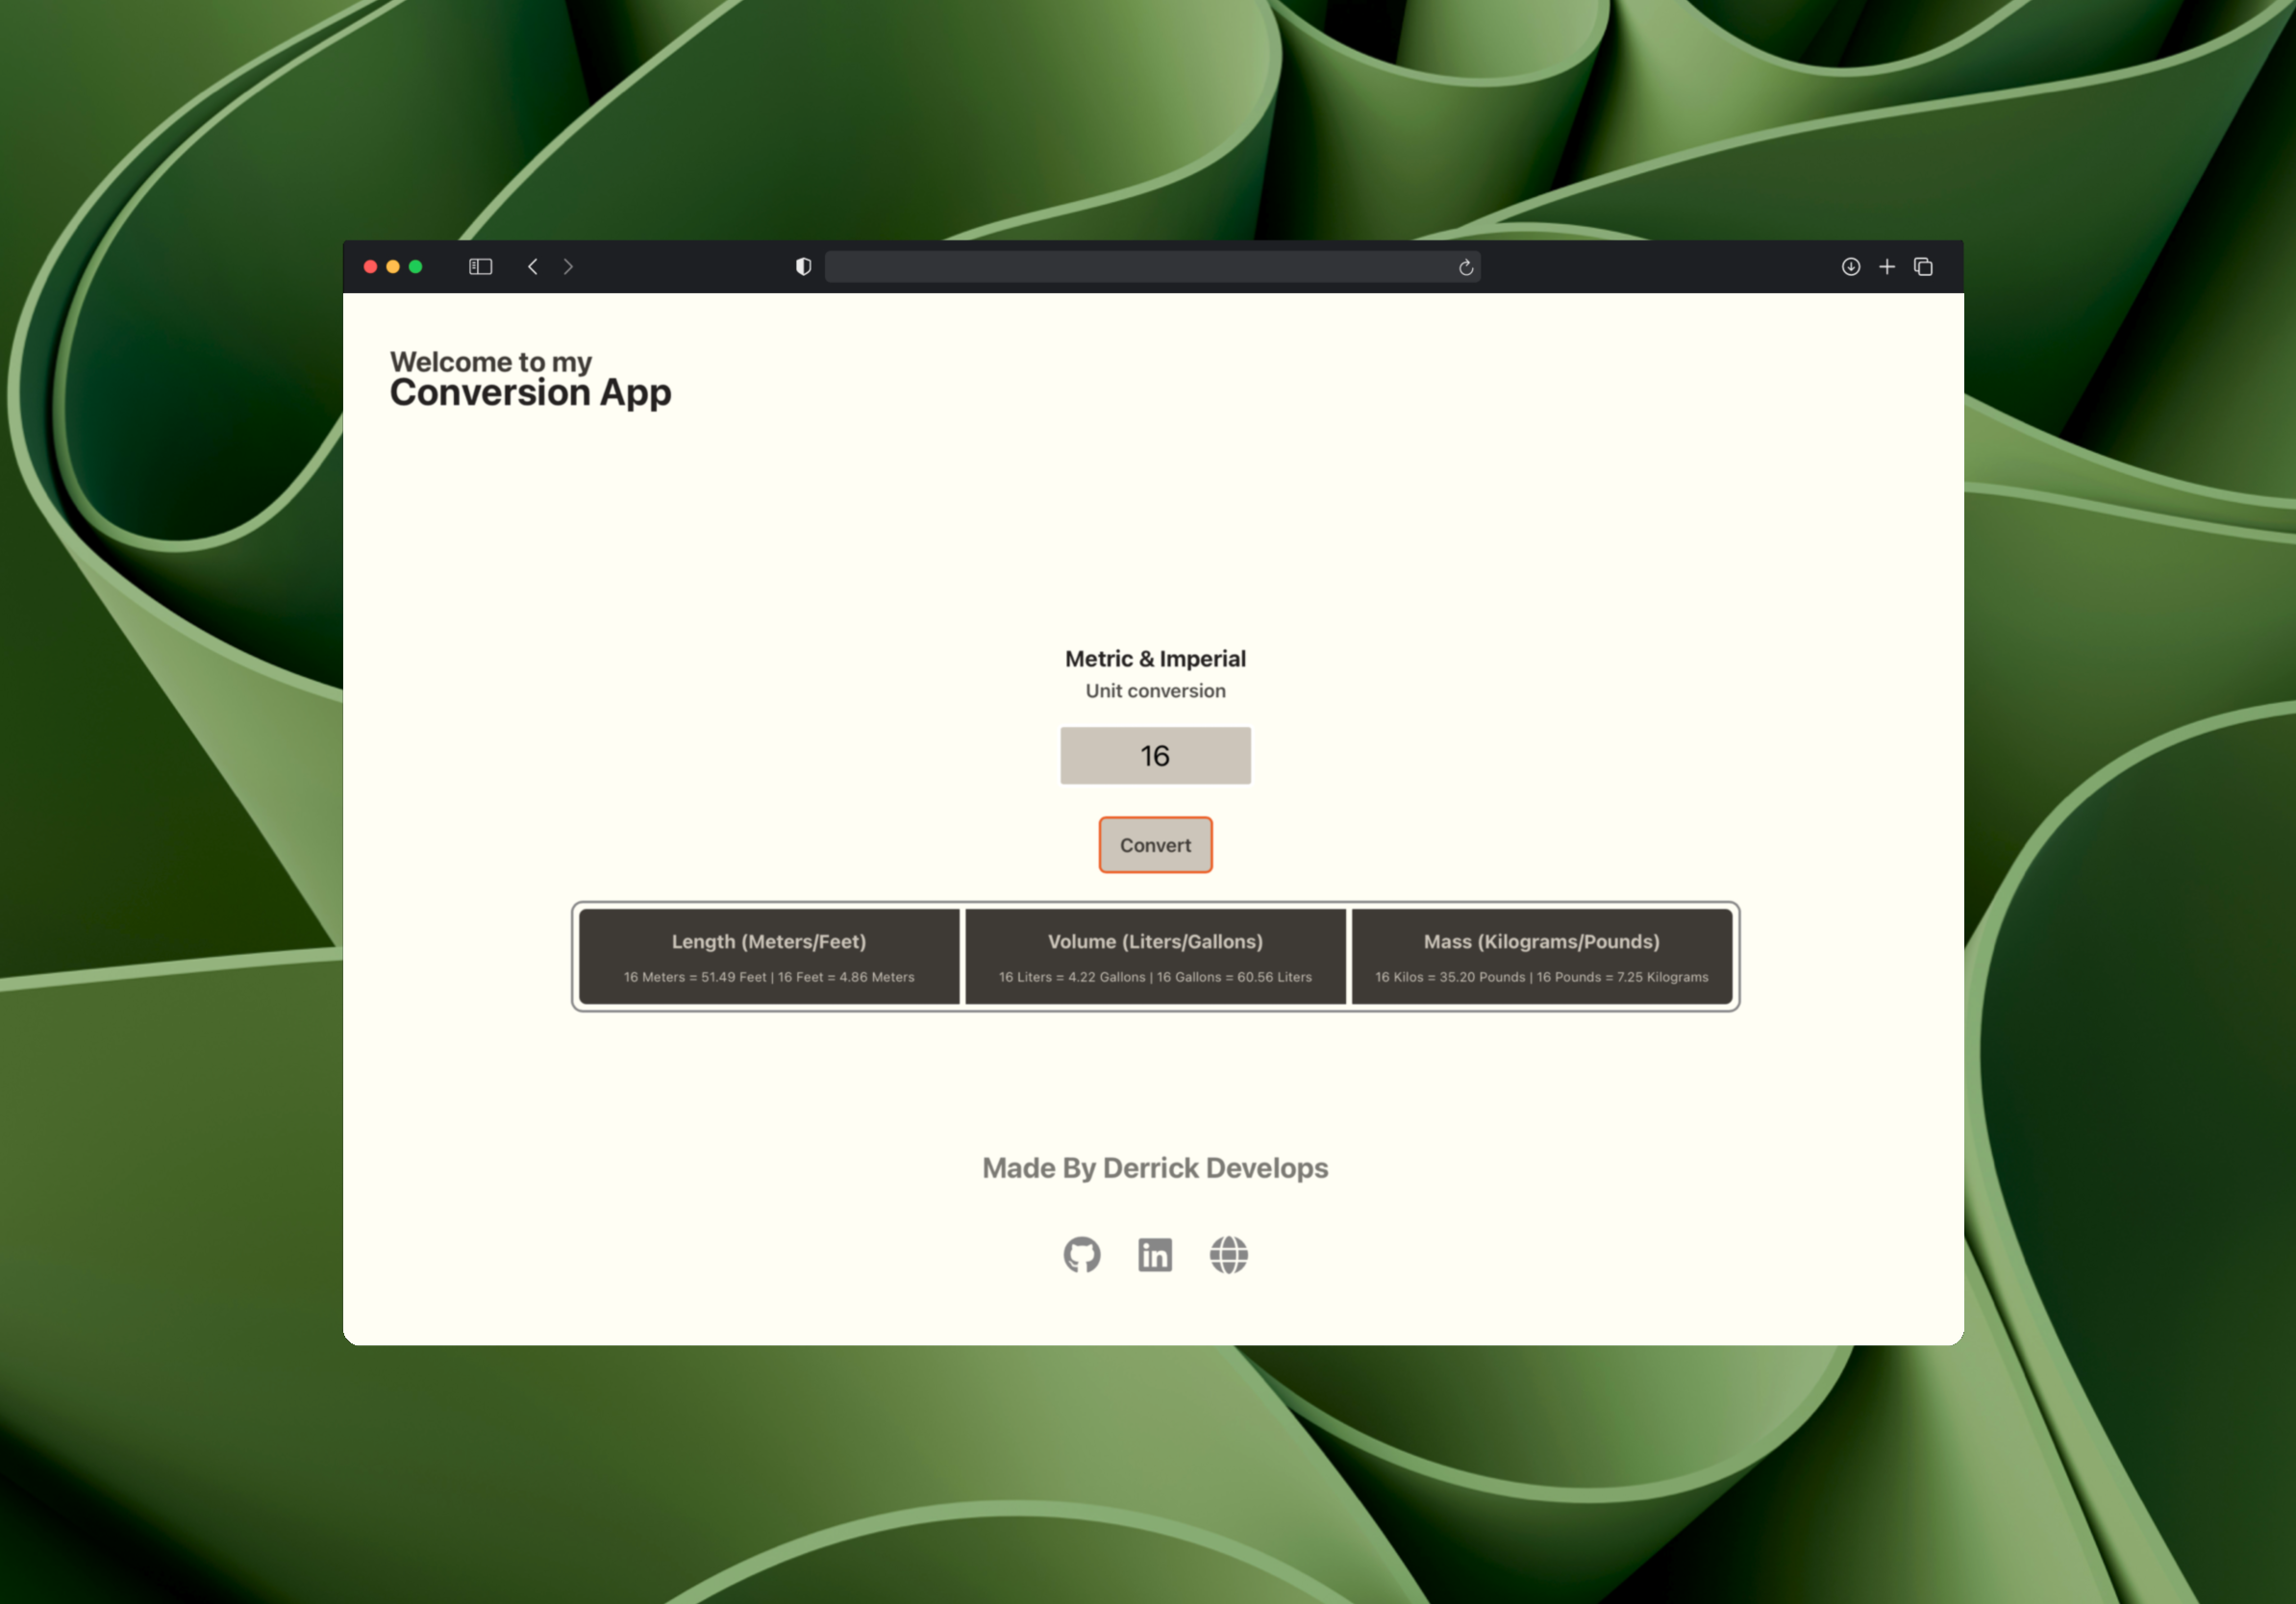 Welcome to my
Conversion App
Metric & Imperial
Unit conversion
16
Convert
Length (Meters/Feet)
16 Meters = 51.49 Feet | 16 Feet = 4.86 Meters
Volume (Liters/Gallons)
16 Liters = 4.22 Gallons | 16 Gallons = 60.56 Liters
Mass (Kilograms/Pounds)
16 Kilos = 35.20 Pounds | 16 Pounds = 7.25 Kilograms
Made By Derrick Develops
in